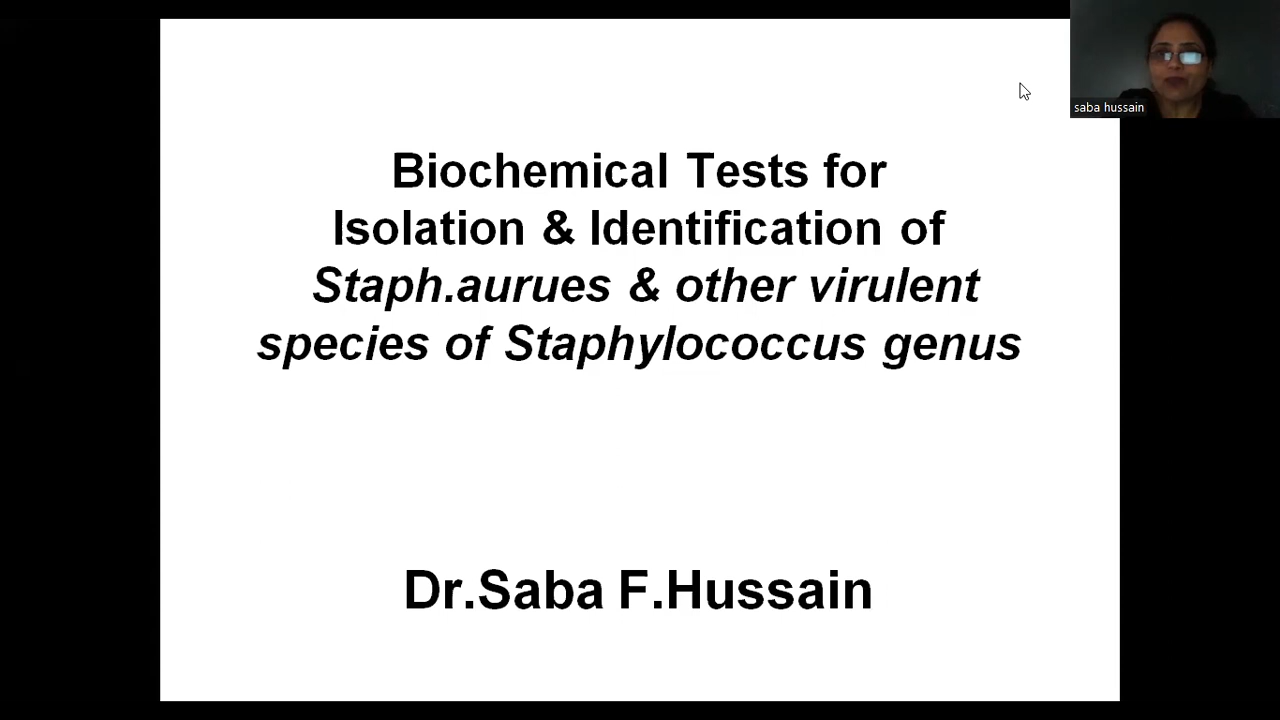 saba hussain
Biochemical Tests for
Isolation & Identification of
Staph.aurues & other virulent
species of Staphylococcus genus
Dr.Saba F.Hussain